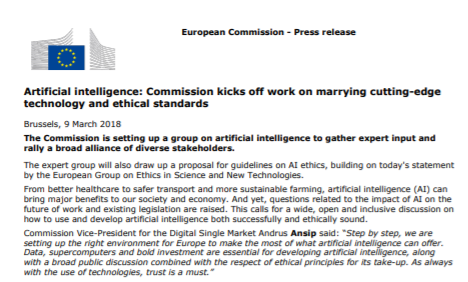 European Commission - Press release
Artificial intelligence: Commission kicks off work on marrying cutting-edge
technology and ethical standards
Brussels, 9 March 2018
The Commission is setting up a group on artificial intelligence to gather expert input and
rally a broad alliance of diverse stakeholders.
The expert group will also draw up a proposal for guidelines on AI ethics, building on today's statement
by the European Group on Ethics in Science and New Technologies.
From better healthcare to safer transport and more sustainable farming, artificial intelligence (AI) can
bring major benefits to our society and economy. And yet, questions related to the impact of AI on the
future of work and existing legislation are raised. This calls for a wide, open and inclusive discussion on
how to use and develop artificial intelligence both successfully and ethically sound.
Commission Vice-President for the Digital Single Market Andrus Ansip said: "Step by step, we are
setting up the right environment for Europe to make the most of what artificial intelligence can offer.
Data, supercomputers and bold investment are essential for developing artificial intelligence, along
with a broad public discussion combined with the respect of ethical principles for its take-up. As always
with the use of technologies, trust is a must."